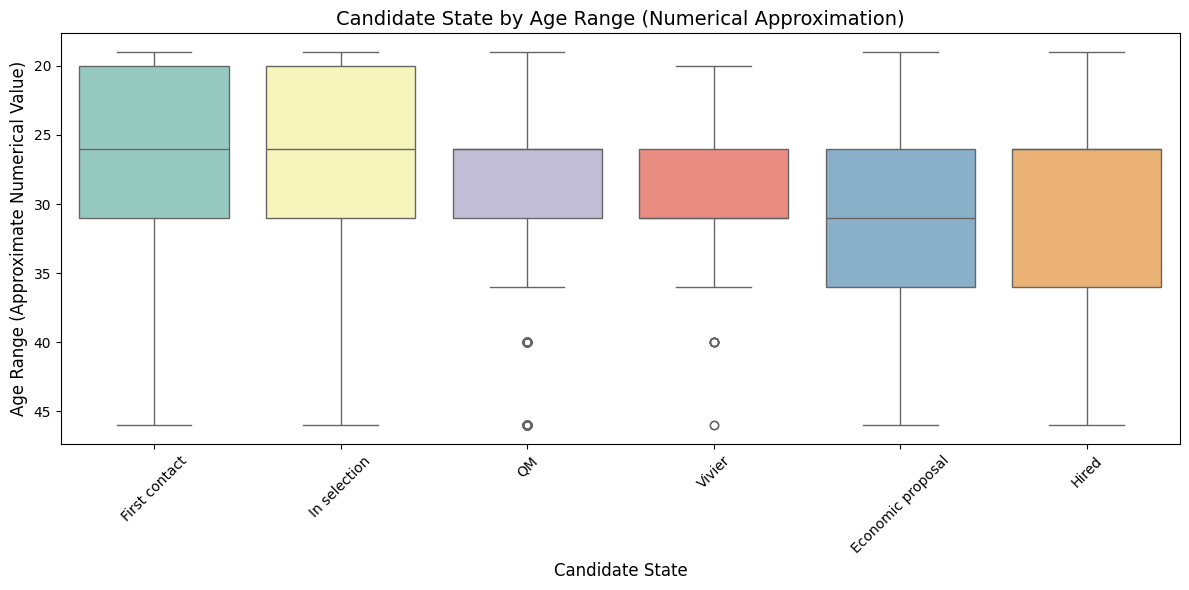 Candidate State by Age Range (Numerical Approximation)
Age Range (Approximate Numerical Value)
20
25
30
35
40
45
First contact
In selection
QM
Vivier
Economic proposal
Hired
Candidate State